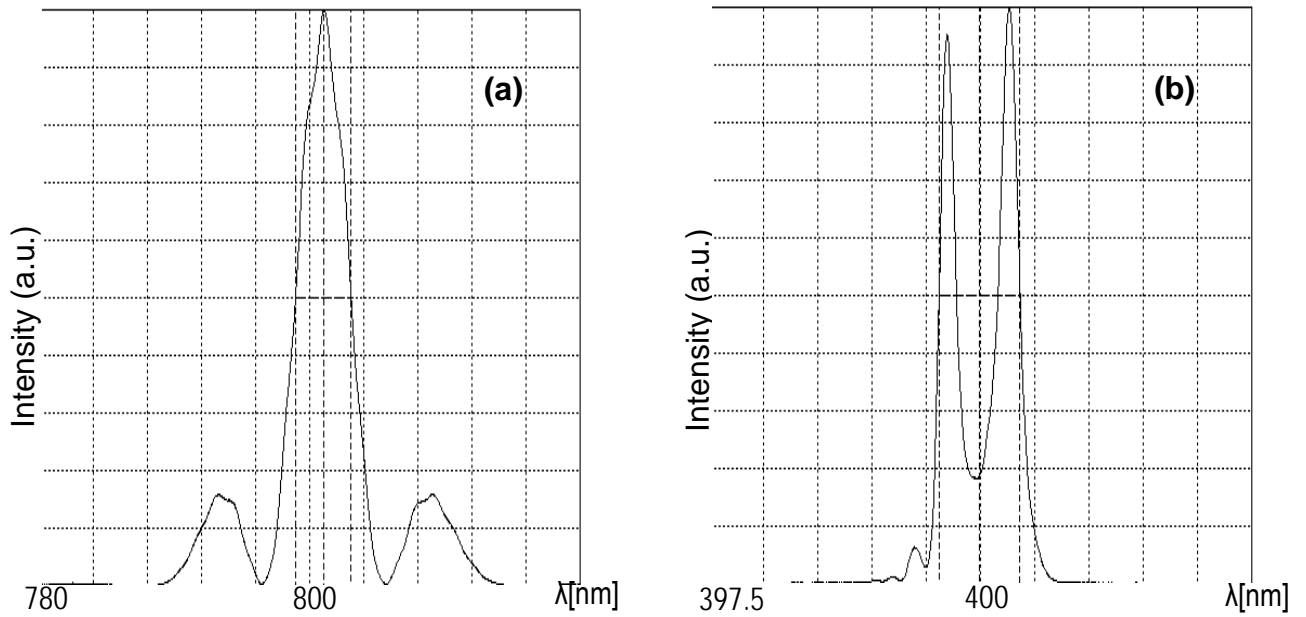 (a)
Intensity (a.u.)
780
800
λ[nm]
(b)
Intensity (a.u.)
397.5
400
λ[nm]